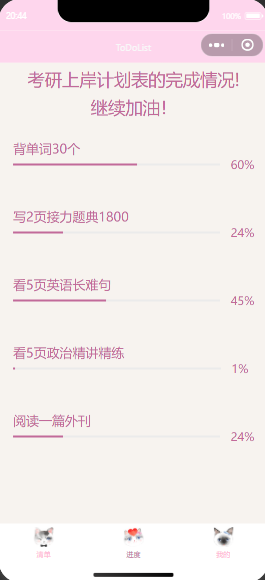 20:44
100%
ToDoList
考研上岸计划表的完成情况!
继续加油!
背单词30个
60%
写2页接力题典1800
24%
看5页英语长难句
45%
看5页政治精讲精练
1%
阅读一篇外刊
24%
清单
进度
我的